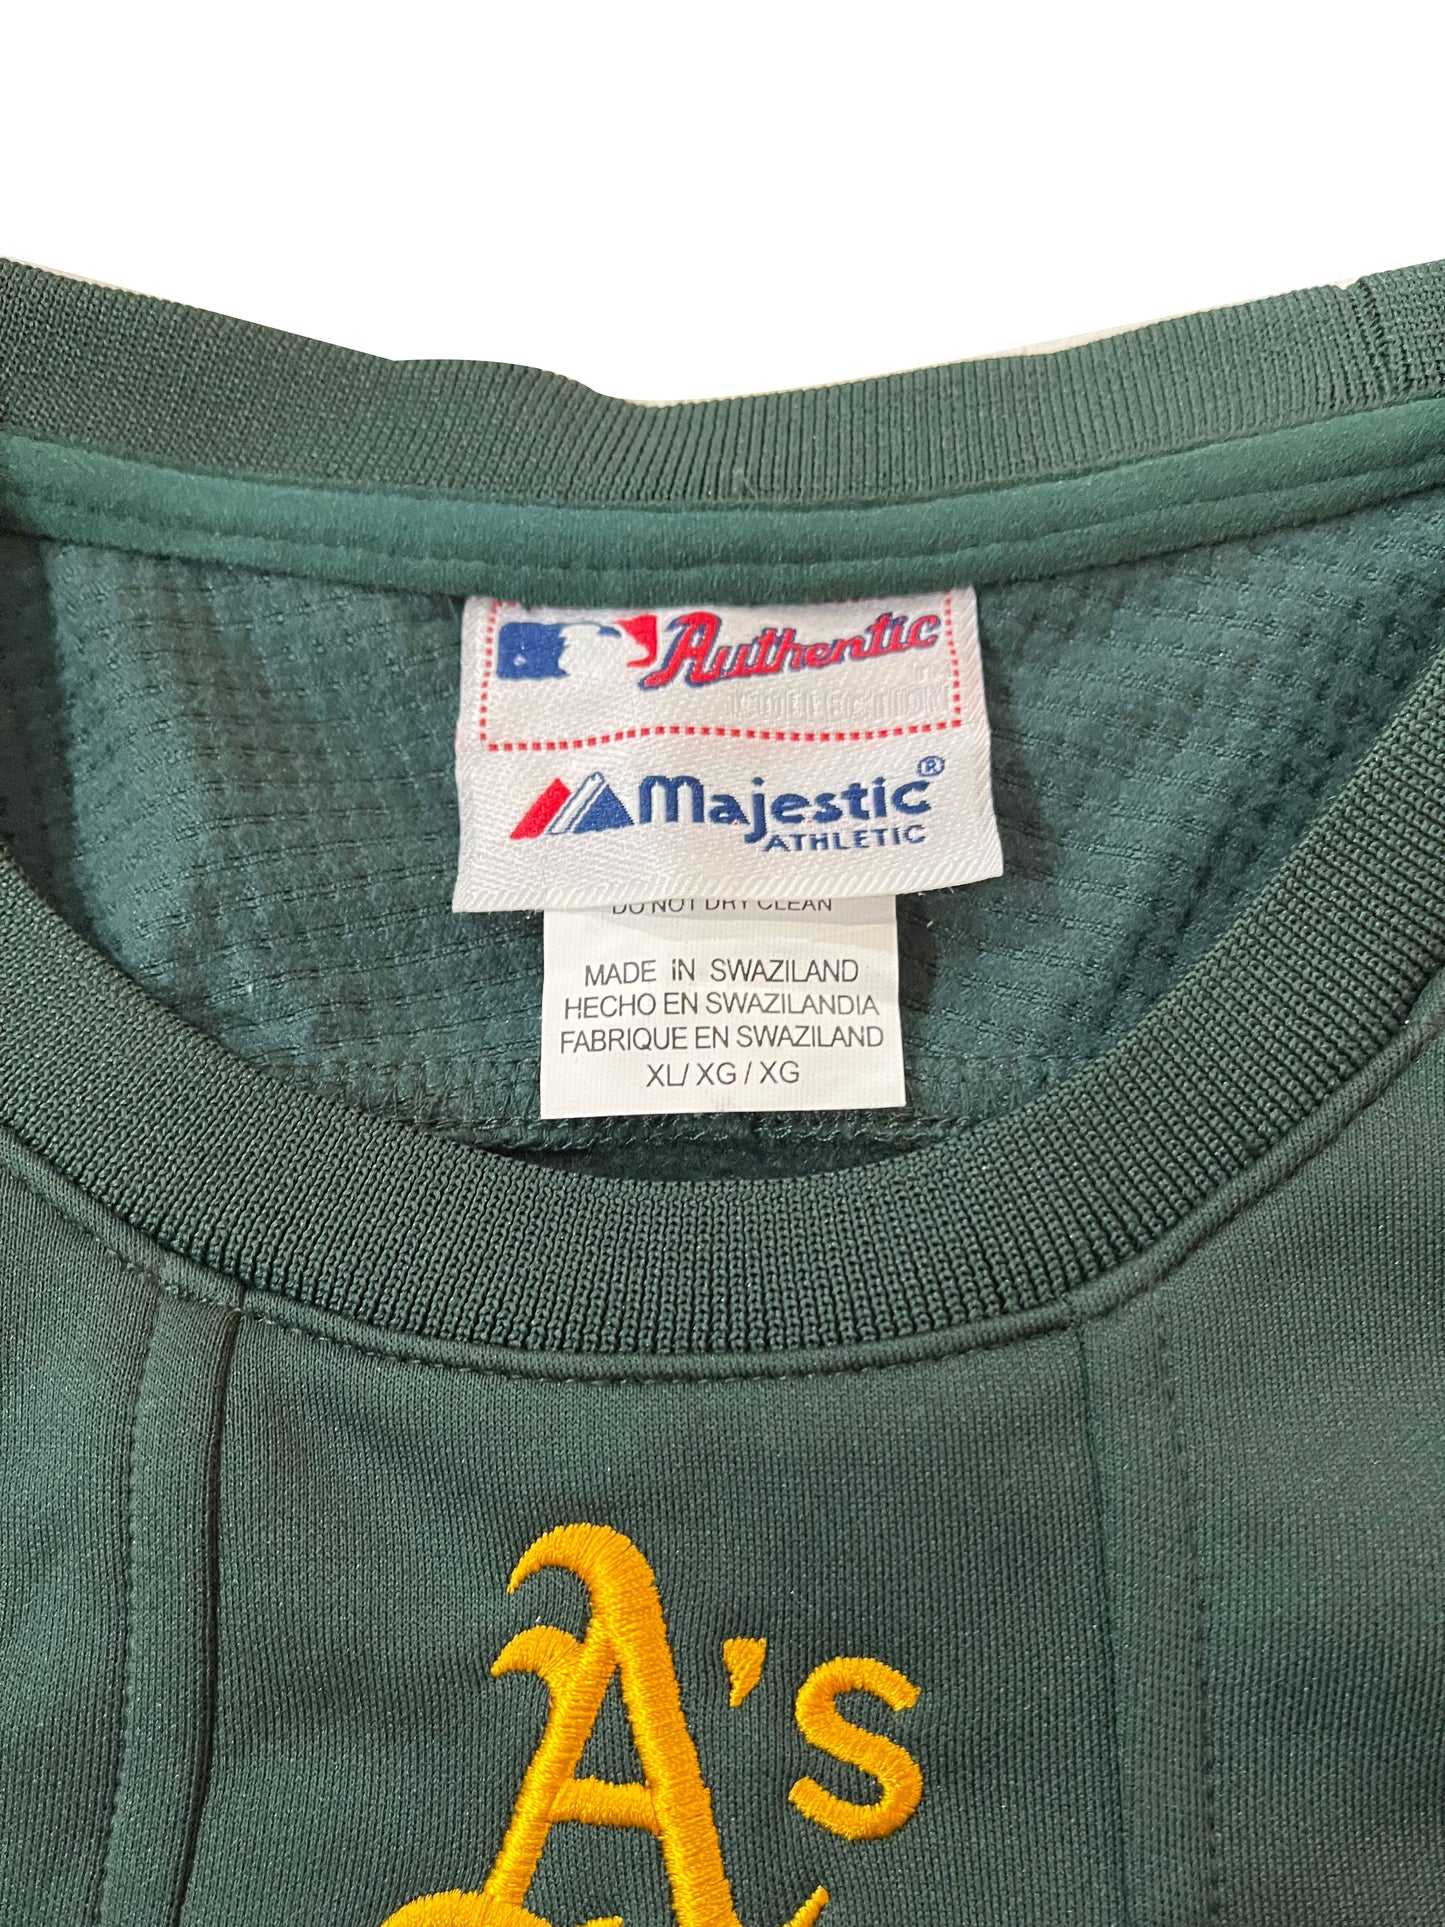 Authentic
Majestic®
ATHLETIC
DO NOT DRY CLEAN
MADE iN SWAZILAND
HECHO EN SWAZILANDIA
FABRIQUE EN SWAZILAND
XL/ XG / XG
A's